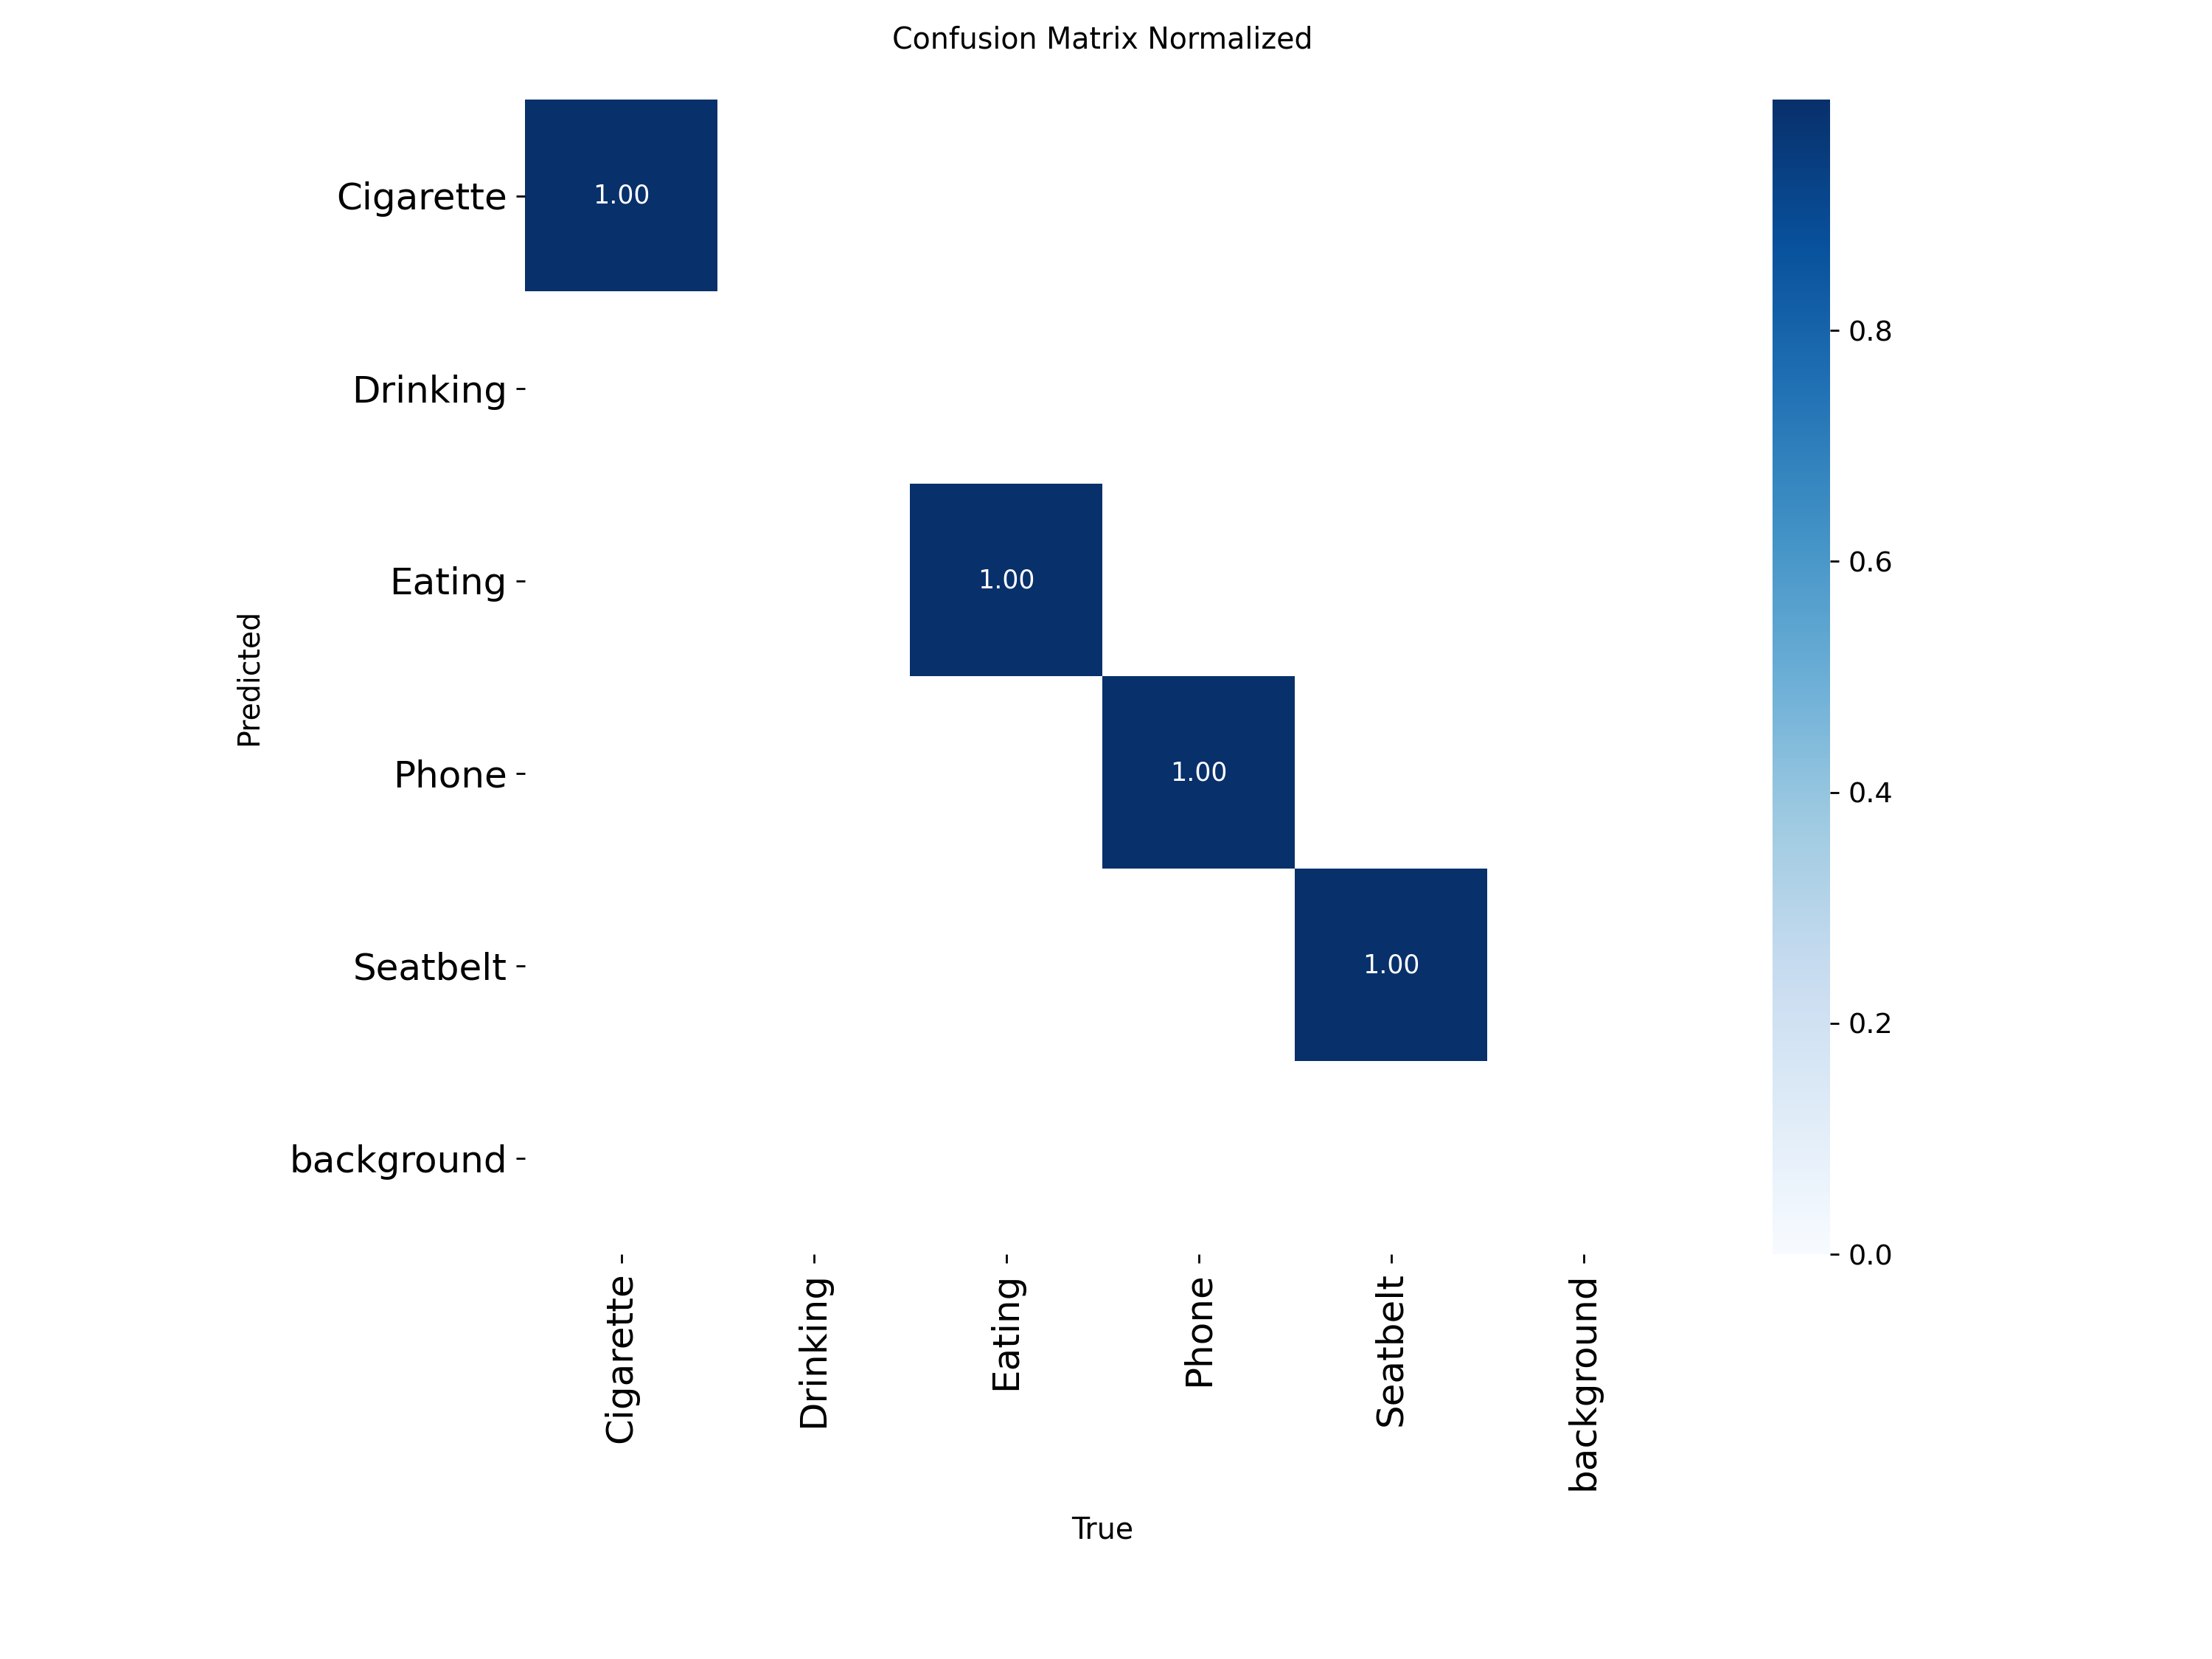 Confusion Matrix Normalized
Cigarette
1.00
Drinking
Eating
1.00
Phone
1.00
Seatbelt
1.00
background
Predicted
Cigarette
Drinking
Eating
Phone
Seatbelt
background
True
0.8
0.6
0.4
0.2
0.0